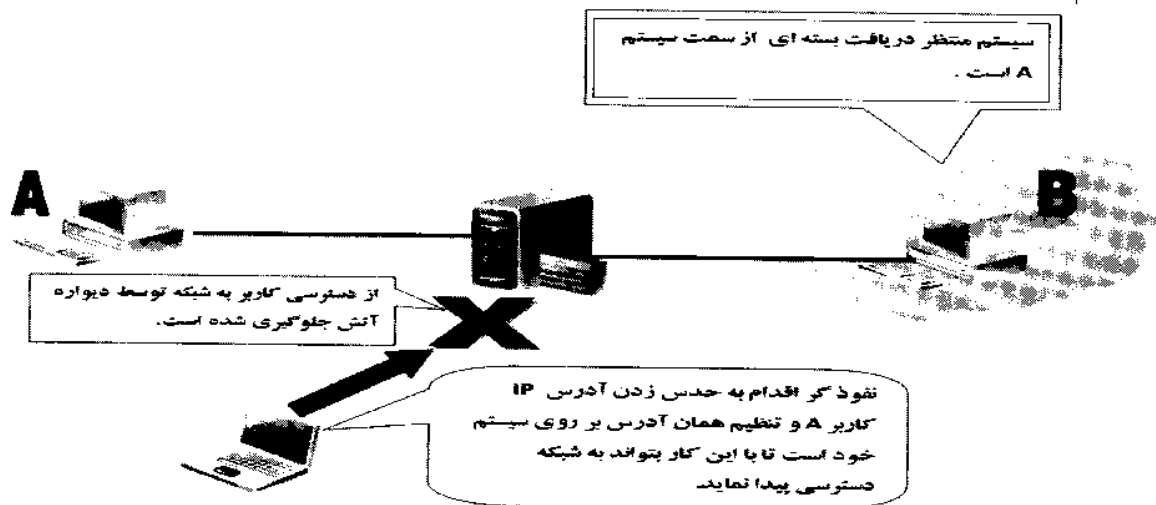 سیستم منتظر دریافت بسته ای از سمت سیستم
A است .
A
B
از دسترسی کاربر به شبکه توسط دیواره
آتش جلوگیری شده است.
نفوذ گر اقدام به حدس زدن آدرس IP
کاربر A و تنظیم همان آدرس بر روی سیستم
خود است تا با این کار بتواند به شبکه
دسترسی پیدا نماید.